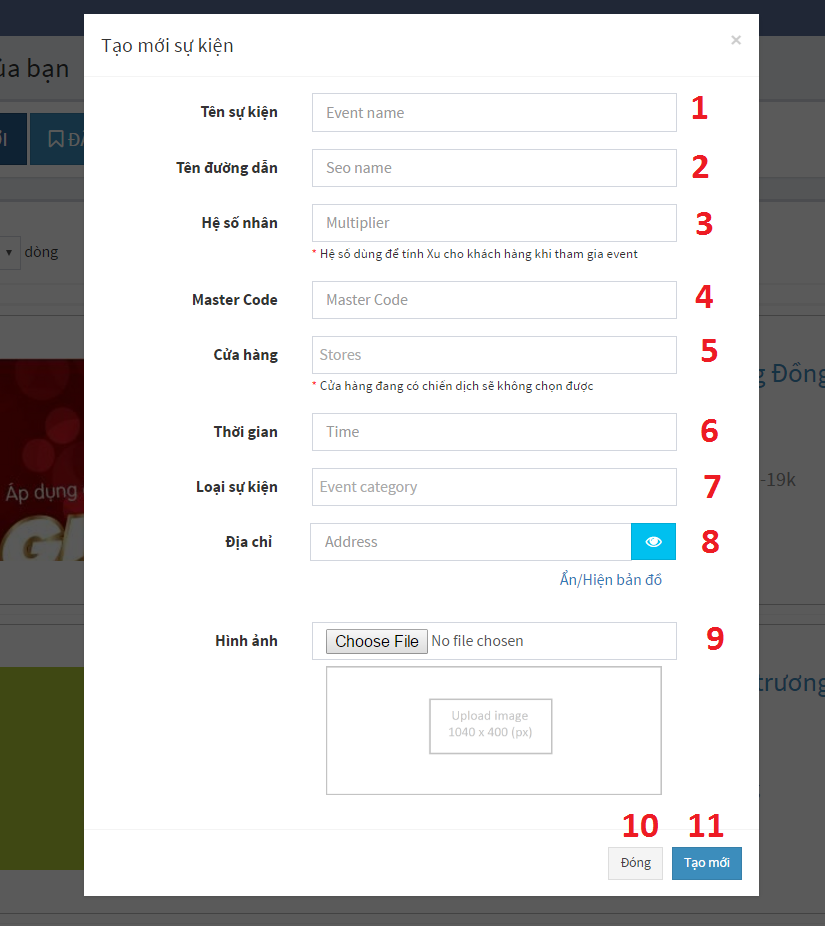 Tạo mới sự kiện
×
ủa bạn
Tên sự kiện Event name 1
Tên đường dẫn Seo name 2
Hệ số nhân Multiplier 3
dòng
* Hệ số dùng để tính Xu cho khách hàng khi tham gia event
Master Code Master Code 4
Cửa hàng Stores 5
g Đồng
* Cửa hàng đang có chiến dịch sẽ không chọn được
Thời gian Time 6
-19k
Loại sự kiện Event category 7
Áp dụng
Địa chỉ Address 8
Ẩn/Hiện bản đồ
Hình ảnh Choose File No file chosen 9
trương
Upload image
1040 x 400 (px)
10 11
Đóng Tạo mới